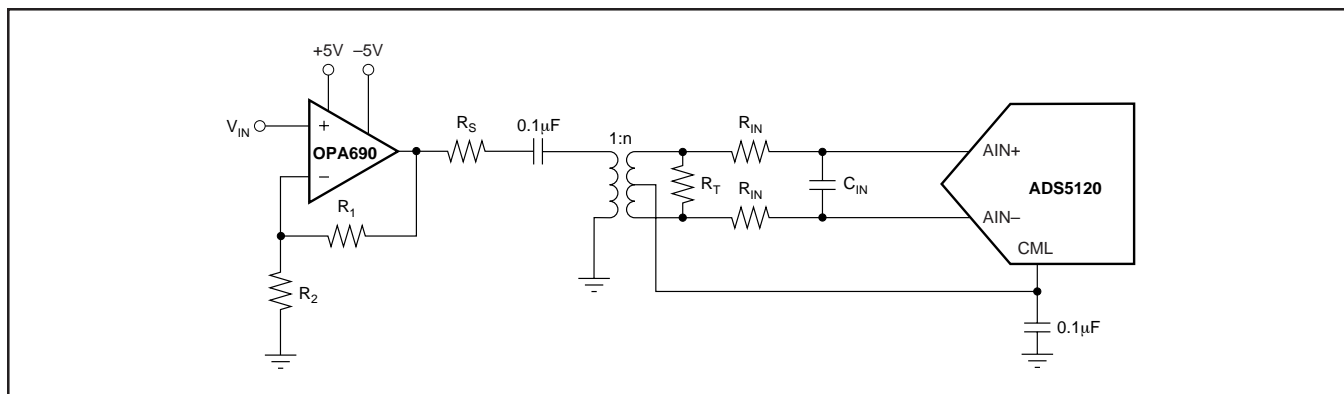 +5V –5V
V_IN
+
OPA690
–
R_1
R_2
R_S
0.1μF
1:n
R_T
R_IN
R_IN
C_IN
AIN+
ADS5120
AIN–
CML
0.1μF